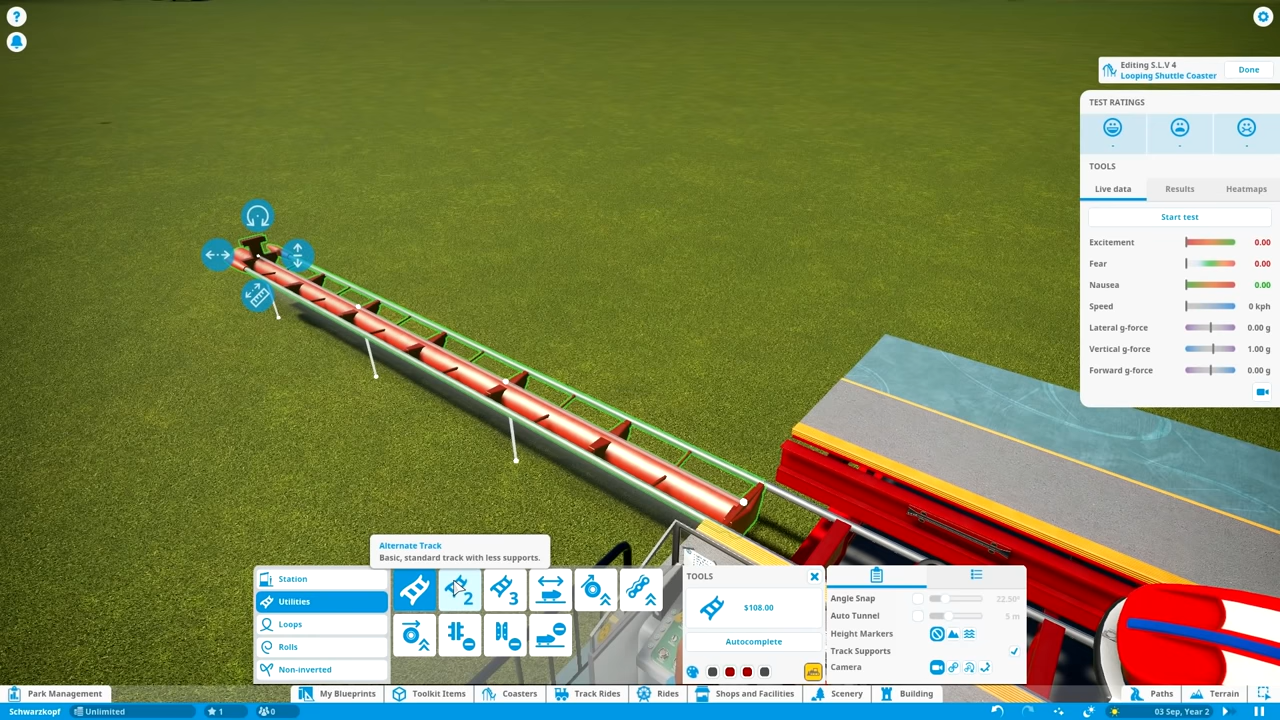 ?
Editing S.L.V 4
Looping Shuttle Coaster
Done
TEST RATINGS
- - -
TOOLS
Live data Results Heatmaps
Start test
Excitement 0.00
Fear 0.00
Nausea 0.00
Speed 0 kph
Lateral g-force 0.00 g
Vertical g-force 1.00 g
Forward g-force 0.00 g
Alternate Track
Basic, standard track with less supports.
Station
Utilities
Loops
Rolls
Non-inverted
2
3
TOOLS
$108.00
Autocomplete
Angle Snap 22.50°
Auto Tunnel 5 m
Height Markers
Track Supports
Camera
Park Management My Blueprints Toolkit Items Coasters Track Rides Rides Shops and Facilities Scenery Building Paths Terrain
Schwarzkopf Unlimited 1 0 03 Sep, Year 2